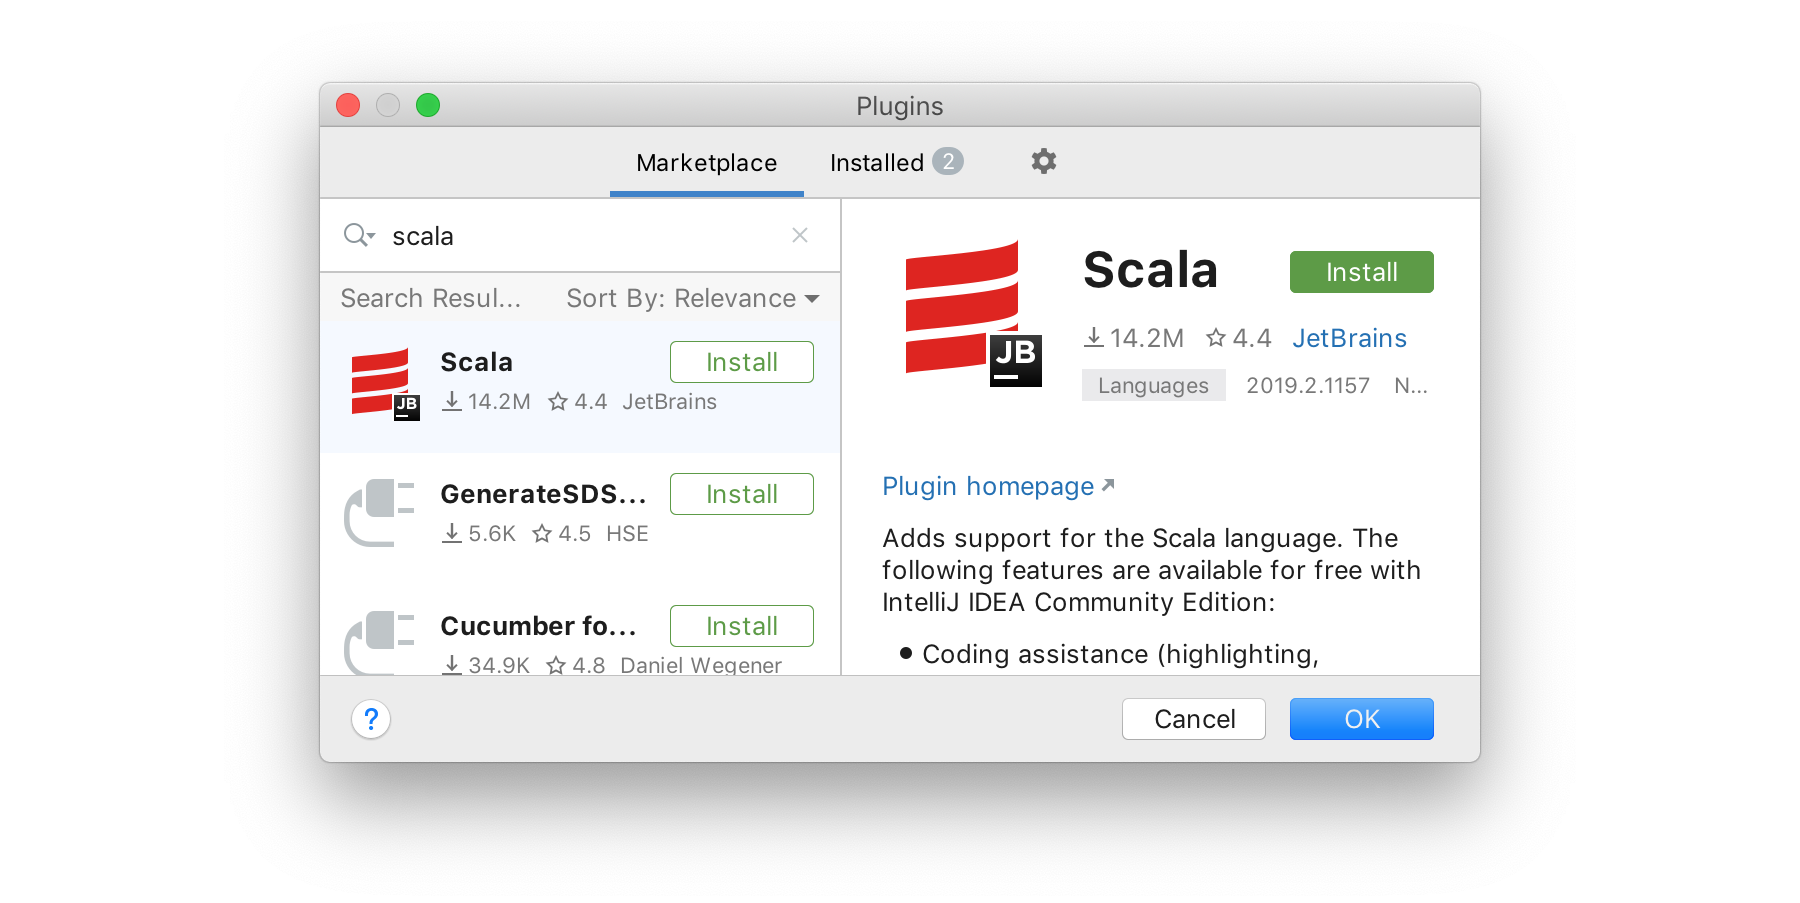 Plugins
Marketplace Installed 2
scala
Search Resul... Sort By: Relevance
Scala Install
14.2M 4.4 JetBrains
JB
GenerateSDS... Install
5.6K 4.5 HSE
Cucumber fo... Install
34.9K 4.8 Daniel Wegener
Scala Install
14.2M 4.4 JetBrains
JB
Languages 2019.2.1157 N...
Plugin homepage
Adds support for the Scala language. The
following features are available for free with
IntelliJ IDEA Community Edition:
• Coding assistance (highlighting,
? Cancel OK